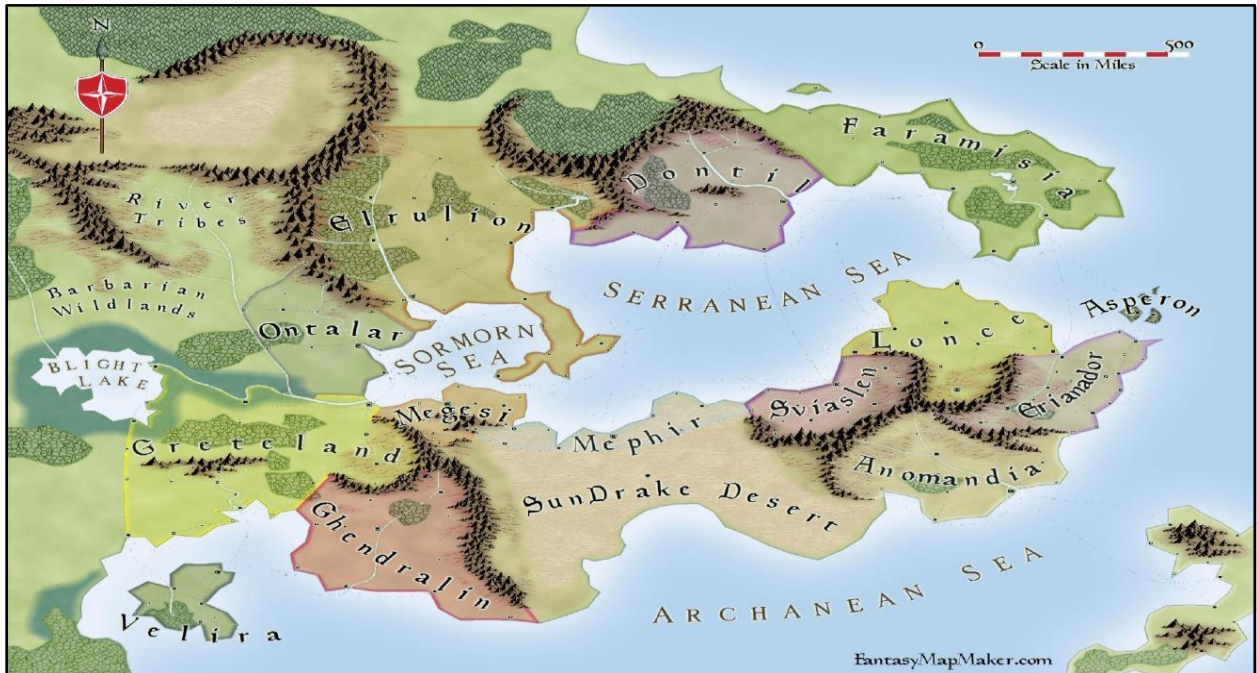 N
0 500
Scale in Miles
Faramisia
Dontil
River
Tribes
Elrulion
Barbarian
Wildlands
SERRANEAN SEA
Asperon
Ontalar
Lonce
SORMORN
SEA
BLIGHT
LAKE
Sviaslen
Erianador
Megesi
Mephir
Greteland
Anomandia
SunDrake Desert
Ghendralin
ARCHANEAN SEA
Velira
FantasyMapMaker.com